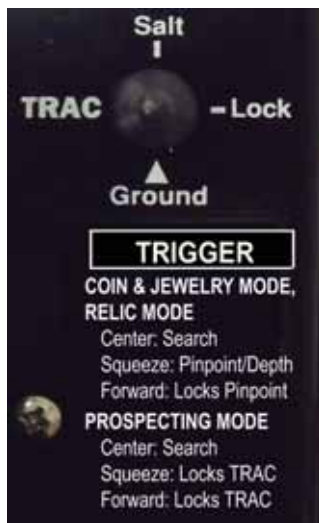 Salt
TRAC - Lock
Ground
TRIGGER
COIN & JEWELRY MODE,
RELIC MODE
Center: Search
Squeeze: Pinpoint/Depth
Forward: Locks Pinpoint
PROSPECTING MODE
Center: Search
Squeeze: Locks TRAC
Forward: Locks TRAC